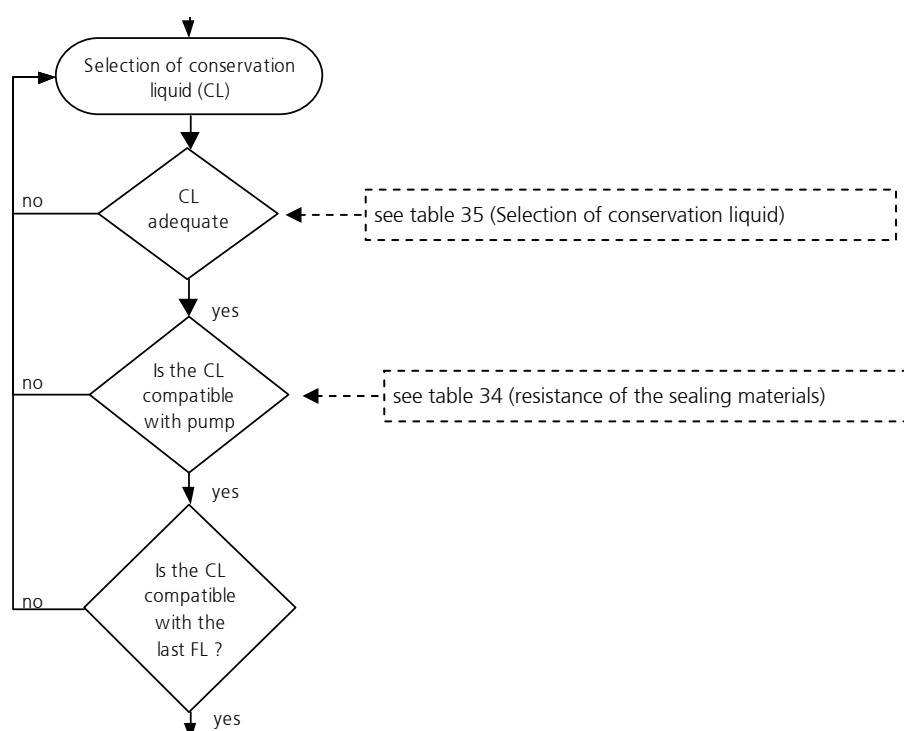 Selection of conservation
liquid (CL)
no
CL
adequate
see table 35 (Selection of conservation liquid)
yes
no
Is the CL
compatible
with pump
see table 34 (resistance of the sealing materials)
yes
no
Is the CL
compatible
with the
last FL ?
yes